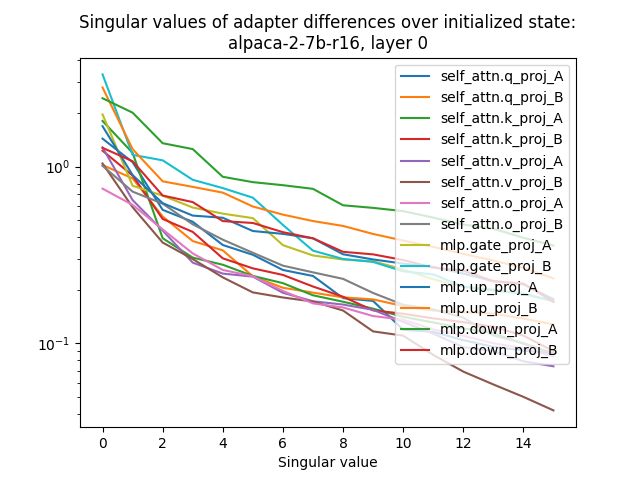 Singular values of adapter differences over initialized state:
alpaca-2-7b-r16, layer 0
self_attn.q_proj_A
self_attn.q_proj_B
self_attn.k_proj_A
self_attn.k_proj_B
self_attn.v_proj_A
self_attn.v_proj_B
self_attn.o_proj_A
self_attn.o_proj_B
mlp.gate_proj_A
mlp.gate_proj_B
mlp.up_proj_A
mlp.up_proj_B
mlp.down_proj_A
mlp.down_proj_B
10⁰
10⁻¹
0 2 4 6 8 10 12 14
Singular value